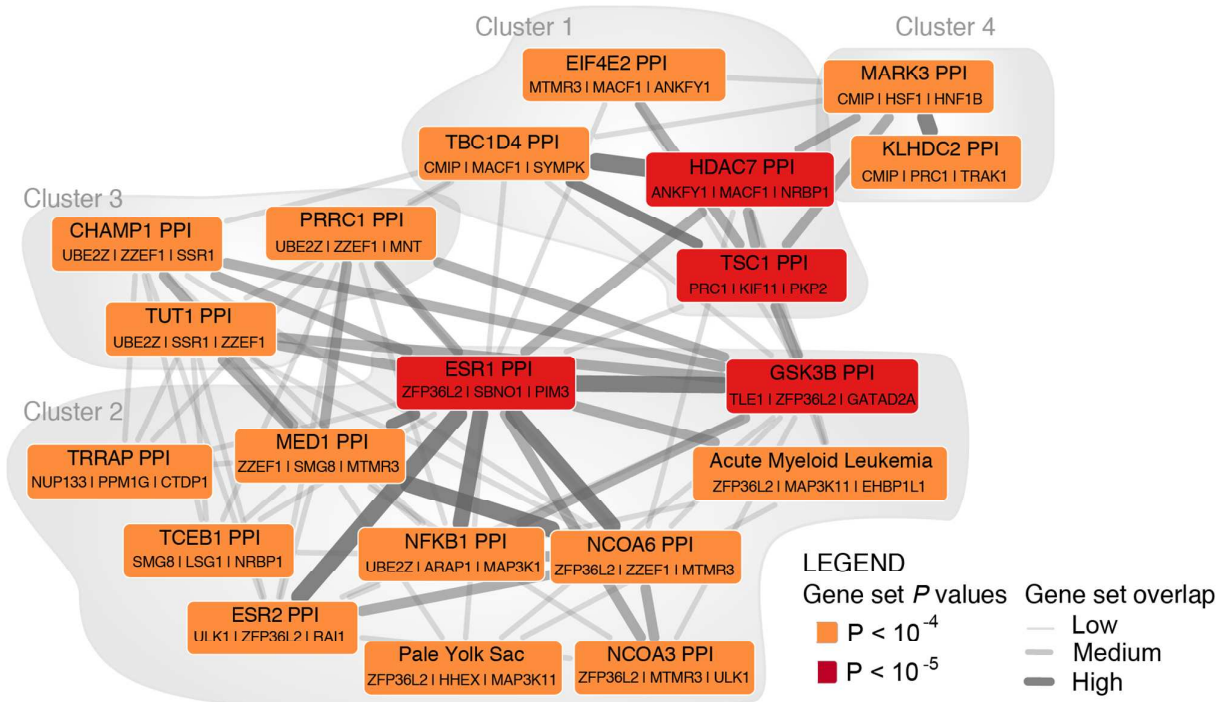 Cluster 1
Cluster 4
EIF4E2 PPI
MTMR3 | MACF1 | ANKFY1
MARK3 PPI
CMIP | HSF1 | HNF1B
TBC1D4 PPI
CMIP | MACF1 | SYMPK
KLHDC2 PPI
CMIP | PRC1 | TRAK1
HDAC7 PPI
ANKFY1 | MACF1 | NRBP1
Cluster 3
CHAMP1 PPI
UBE2Z | ZZEF1 | SSR1
PRRC1 PPI
UBE2Z | ZZEF1 | MNT
TSC1 PPI
PRC1 | KIF11 | PKP2
TUT1 PPI
UBE2Z | SSR1 | ZZEF1
ESR1 PPI
ZFP36L2 | SBNO1 | PIM3
GSK3B PPI
TLE1 | ZFP36L2 | GATAD2A
Cluster 2
MED1 PPI
ZZEF1 | SMG8 | MTMR3
TRRAP PPI
NUP133 | PPM1G | CTDP1
Acute Myeloid Leukemia
ZFP36L2 | MAP3K11 | EHBP1L1
TCEB1 PPI
SMG8 | LSG1 | NRBP1
NFKB1 PPI
UBE2Z | ARAP1 | MAP3K1
NCOA6 PPI
ZFP36L2 | ZZEF1 | MTMR3
ESR2 PPI
ULK1 | ZFP36L2 | RAI1
Pale Yolk Sac
ZFP36L2 | HHEX | MAP3K11
NCOA3 PPI
ZFP36L2 | MTMR3 | ULK1
LEGEND
Gene set P values
P < 10^-4
P < 10^-5
Gene set overlap
Low
Medium
High